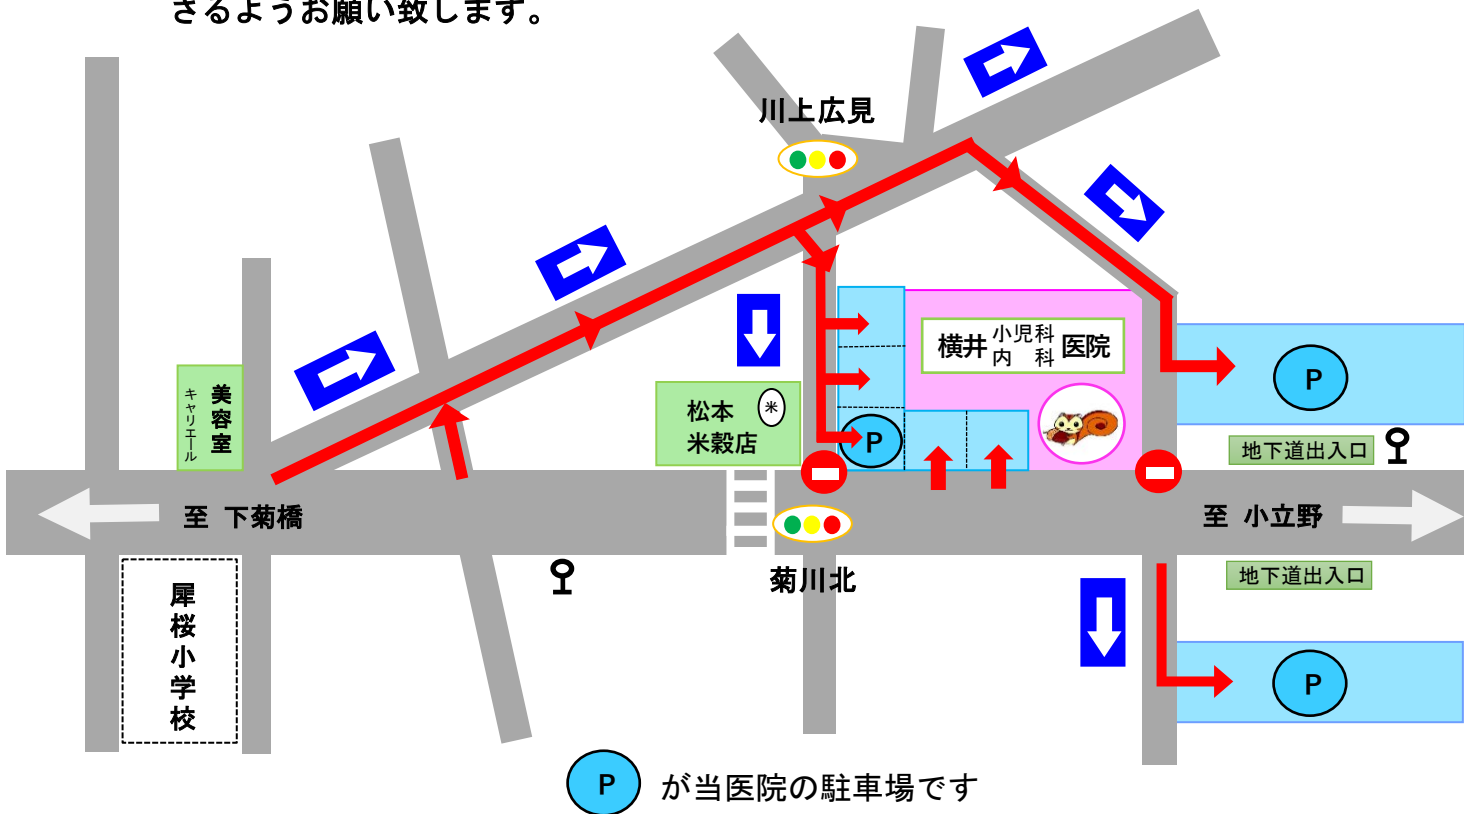 さるようお願い致します。
川上広見
横井 小児科 医院
内 科
美容室
キャリエール
松本 米
米穀店
P
P
地下道出入口
至 下菊橋
至 小立野
菊川北
地下道出入口
犀桜小学校
P
P が当医院の駐車場です